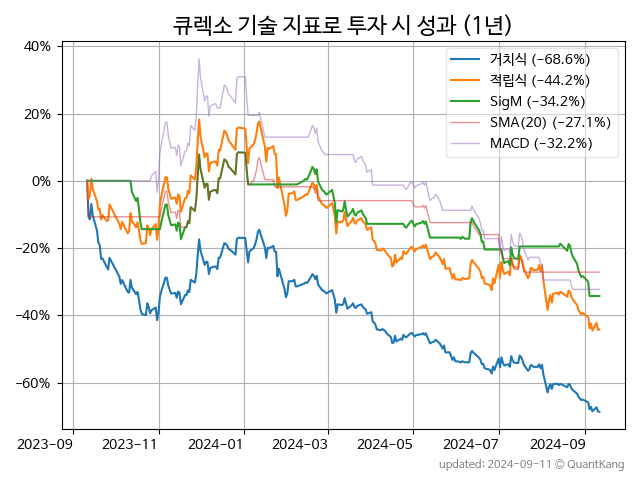 큐렉소 기술 지표로 투자 시 성과 (1년)
40%
20%
0%
−20%
−40%
−60%
거치식 (−68.6%)
적립식 (−44.2%)
SigM (−34.2%)
SMA(20) (−27.1%)
MACD (−32.2%)
2023-09
2023-11
2024-01
2024-03
2024-05
2024-07
2024-09
updated: 2024-09-11 © QuantKang